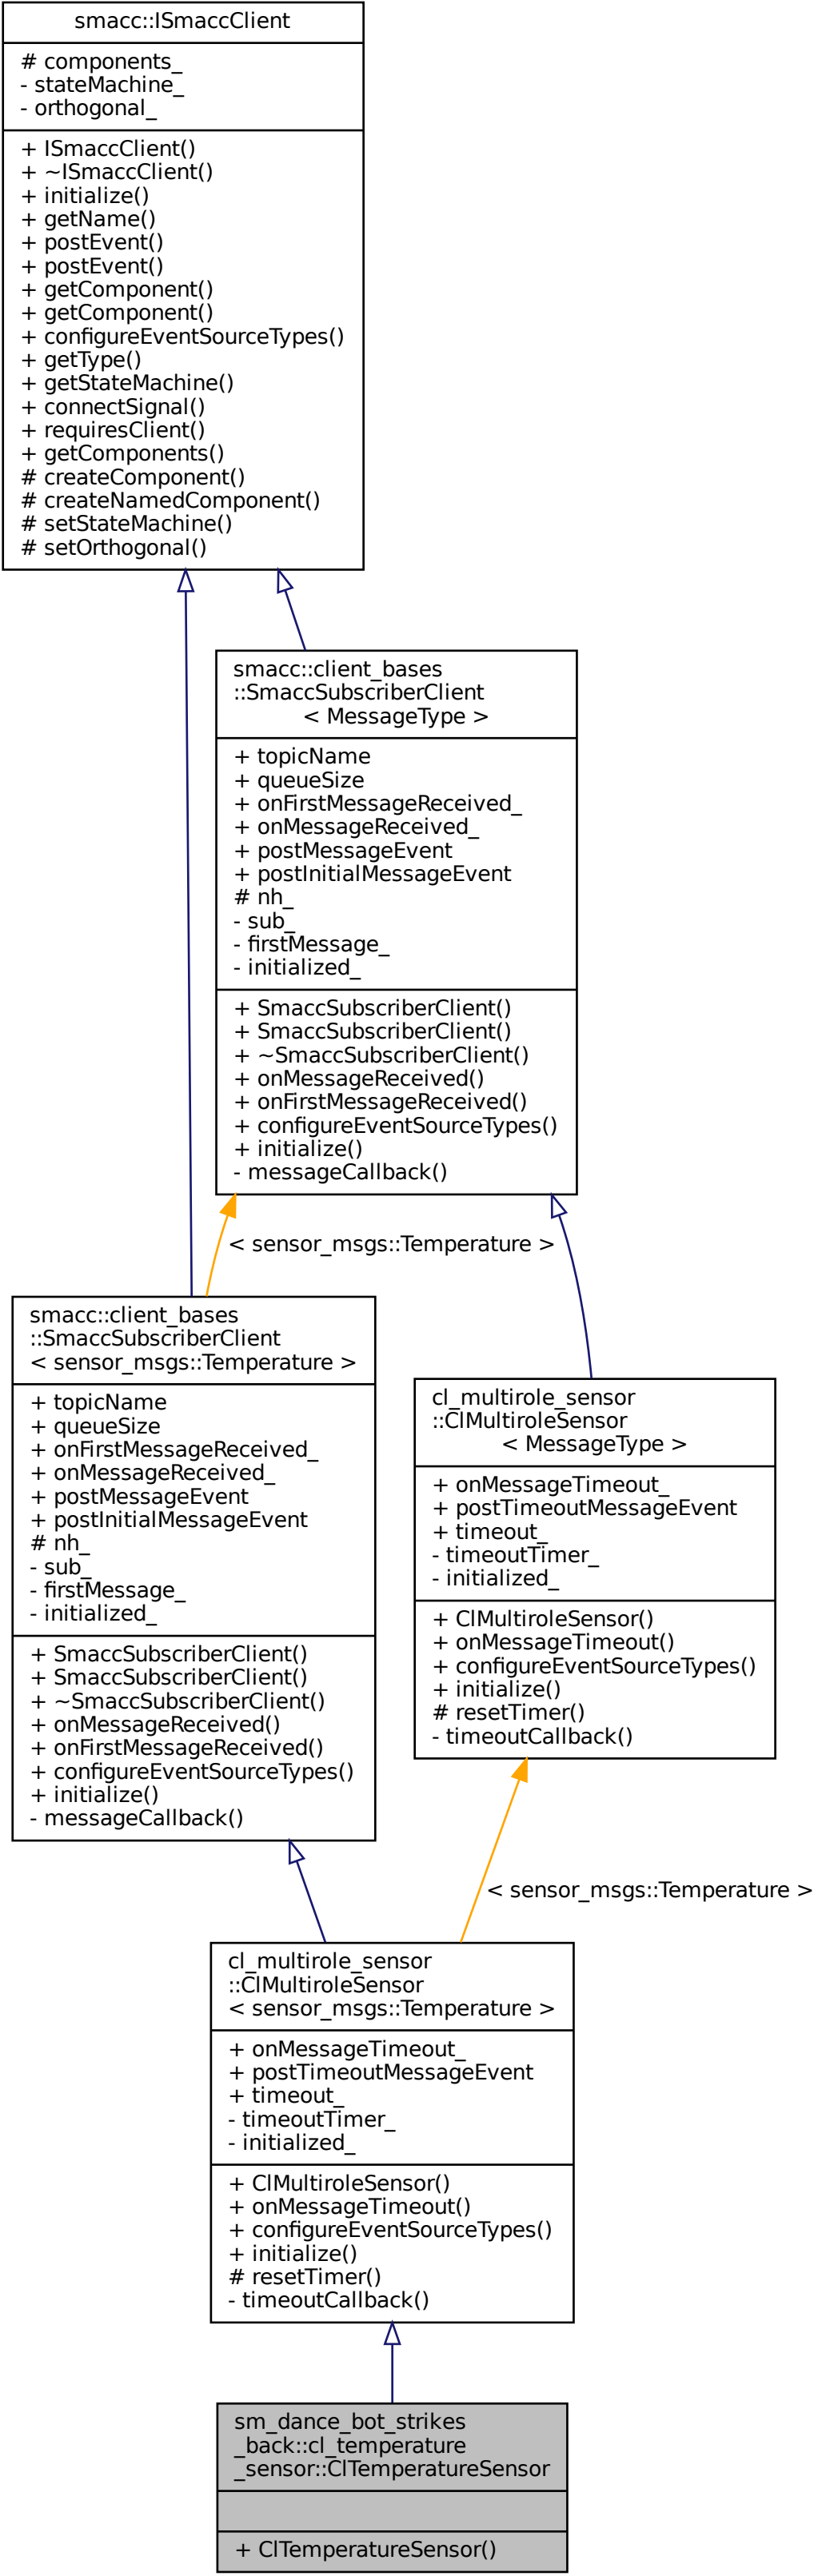 smacc::ISmaccClient
# components_
- stateMachine_
- orthogonal_
+ ISmaccClient()
+ ~ISmaccClient()
+ initialize()
+ getName()
+ postEvent()
+ postEvent()
+ getComponent()
+ getComponent()
+ configureEventSourceTypes()
+ getType()
+ getStateMachine()
+ connectSignal()
+ requiresClient()
+ getComponents()
# createComponent()
# createNamedComponent()
# setStateMachine()
# setOrthogonal()
smacc::client_bases
::SmaccSubscriberClient
< MessageType >
+ topicName
+ queueSize
+ onFirstMessageReceived_
+ onMessageReceived_
+ postMessageEvent
+ postInitialMessageEvent
# nh_
- sub_
- firstMessage_
- initialized_
+ SmaccSubscriberClient()
+ SmaccSubscriberClient()
+ ~SmaccSubscriberClient()
+ onMessageReceived()
+ onFirstMessageReceived()
+ configureEventSourceTypes()
+ initialize()
- messageCallback()
< sensor_msgs::Temperature >
smacc::client_bases
::SmaccSubscriberClient
< sensor_msgs::Temperature >
+ topicName
+ queueSize
+ onFirstMessageReceived_
+ onMessageReceived_
+ postMessageEvent
+ postInitialMessageEvent
# nh_
- sub_
- firstMessage_
- initialized_
+ SmaccSubscriberClient()
+ SmaccSubscriberClient()
+ ~SmaccSubscriberClient()
+ onMessageReceived()
+ onFirstMessageReceived()
+ configureEventSourceTypes()
+ initialize()
- messageCallback()
cl_multirole_sensor
::ClMultiroleSensor
< MessageType >
+ onMessageTimeout_
+ postTimeoutMessageEvent
+ timeout_
- timeoutTimer_
- initialized_
+ ClMultiroleSensor()
+ onMessageTimeout()
+ configureEventSourceTypes()
+ initialize()
# resetTimer()
- timeoutCallback()
< sensor_msgs::Temperature >
cl_multirole_sensor
::ClMultiroleSensor
< sensor_msgs::Temperature >
+ onMessageTimeout_
+ postTimeoutMessageEvent
+ timeout_
- timeoutTimer_
- initialized_
+ ClMultiroleSensor()
+ onMessageTimeout()
+ configureEventSourceTypes()
+ initialize()
# resetTimer()
- timeoutCallback()
sm_dance_bot_strikes
_back::cl_temperature
_sensor::ClTemperatureSensor
+ ClTemperatureSensor()